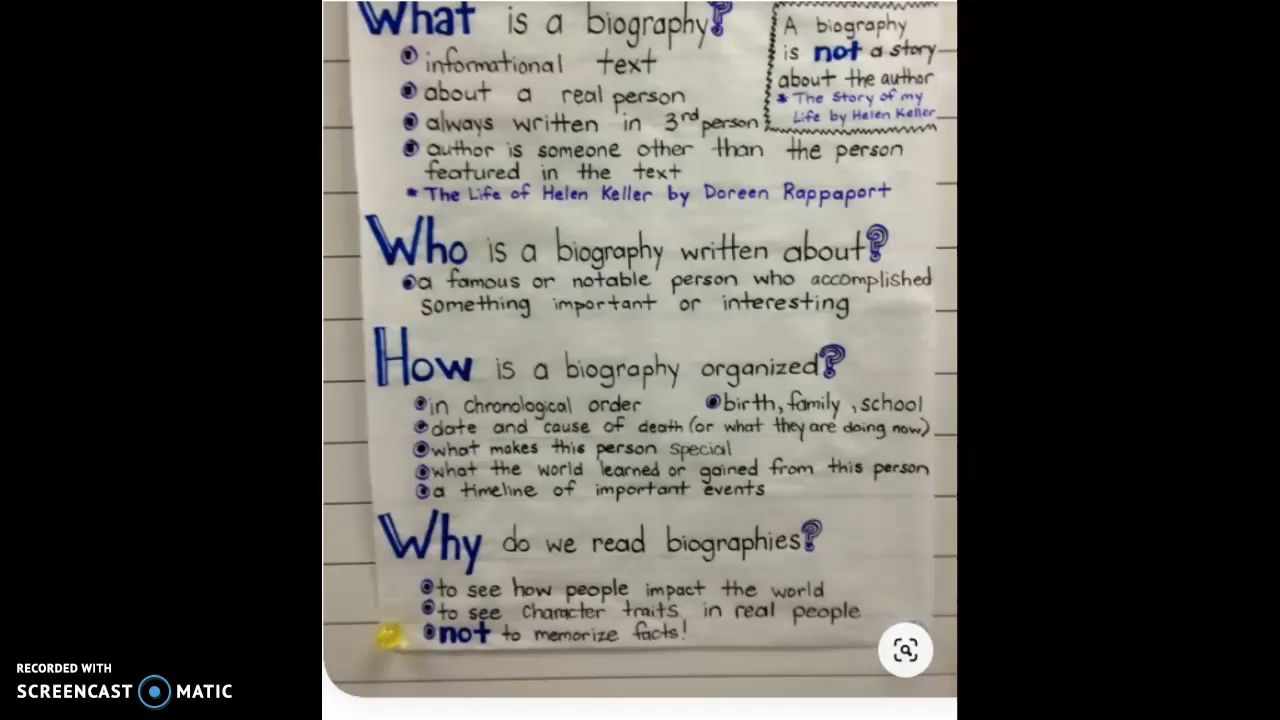 What is a biography?
informational text
about a real person
always written in 3rd person
author is someone other than the person
featured in the text
* The Life of Helen Keller by Doreen Rappaport
A biography
is not a story
about the author
* The Story of my
Life by Helen Keller
Who is a biography written about?
a famous or notable person who accomplished
something important or interesting
How is a biography organized?
in chronological order
birth, family, school
date and cause of death (or what they are doing now)
what makes this person special
what the world learned or gained from this person
a timeline of important events
Why do we read biographies?
to see how people impact the world
to see character traits in real people
not to memorize facts!
RECORDED WITH
SCREENCAST MATIC